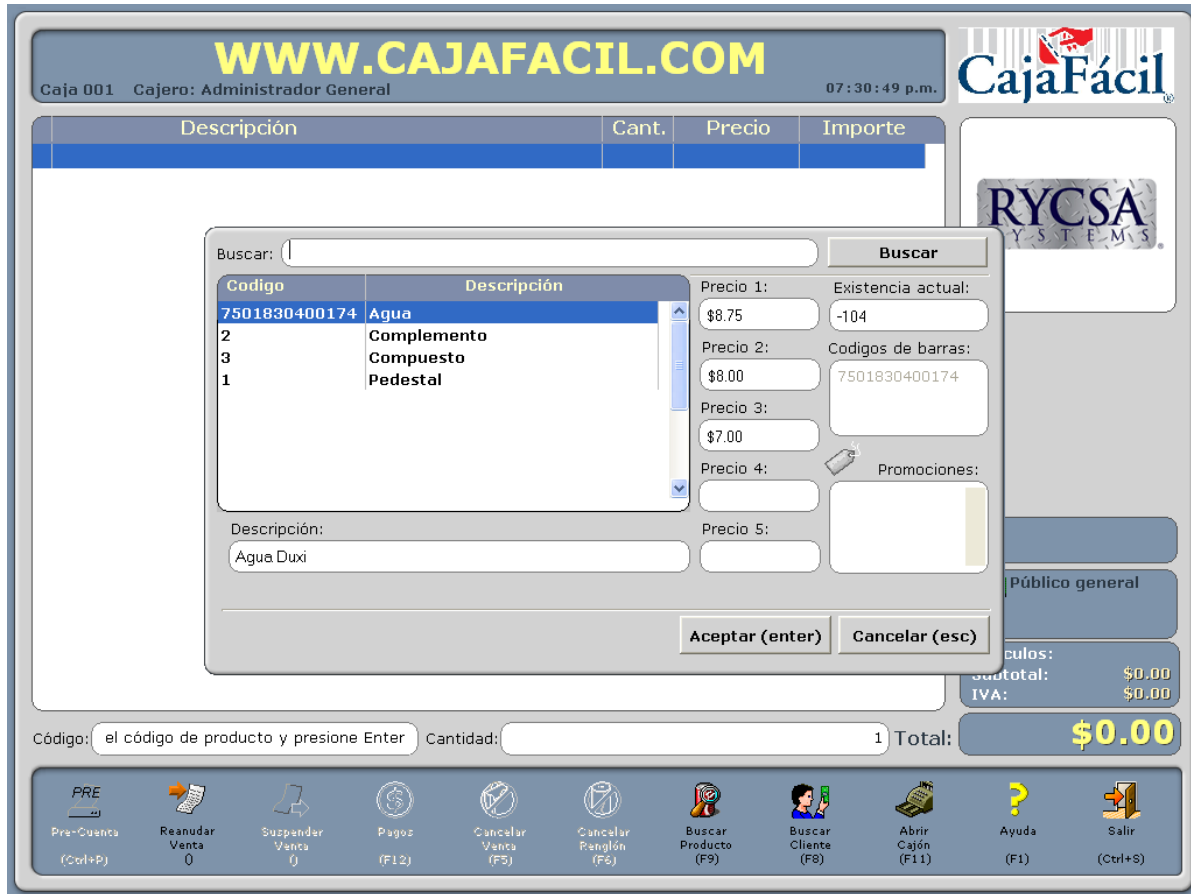 WWW.CAJAFACIL.COM
Caja 001 Cajero: Administrador General 07:30:49 p.m.
CajaFácil®
Descripción Cant. Precio Importe
RYCSA
SYSTEMS®
Buscar: Buscar
Codigo Descripción
7501830400174 Agua
2 Complemento
3 Compuesto
1 Pedestal
Precio 1: Existencia actual:
$8.75 -104
Precio 2: Codigos de barras:
$8.00 7501830400174
Precio 3:
$7.00
Precio 4: Promociones:
Descripción: Precio 5:
Agua Duxi
Aceptar (enter) Cancelar (esc)
Público general
culos:
Subtotal: $0.00
IVA: $0.00
Código: el código de producto y presione Enter Cantidad: 1 Total: $0.00
PRE
Pre-Cuenta
(Ctrl+P)
Reanudar
Venta
()
Suspender
Venta
()
Pagos
(F12)
Cancelar
Venta
(F5)
Cancelar
Renglón
(F6)
Buscar
Producto
(F9)
Buscar
Cliente
(F8)
Abrir
Cajón
(F11)
Ayuda
(F1)
Salir
(Ctrl+S)